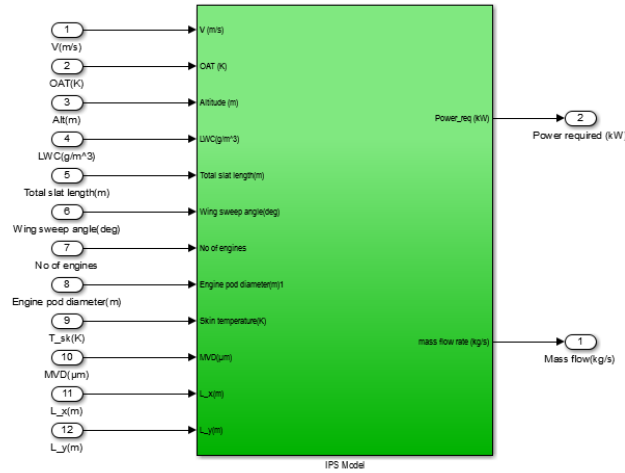 1
V(m/s)
V (m/s)
2
OAT(K)
OAT (K)
3
Alt(m)
Altitude (m)
4
LWC(g/m^3)
LWC(g/m^3)
5
Total slat length(m)
Total slat length(m)
6
Wing sweep angle(deg)
Wing sweep angle(deg)
7
No of engines
No of engines
8
Engine pod diameter(m)
Engine pod diameter(m)1
9
T_sk(K)
Skin temperature(K)
10
MVD(µm)
MVD(µm)
11
L_x(m)
L_x(m)
12
L_y(m)
L_y(m)
Power_req (kW)
2
Power required (kW)
mass flow rate (kg/s)
1
Mass flow(kg/s)
IPS Model